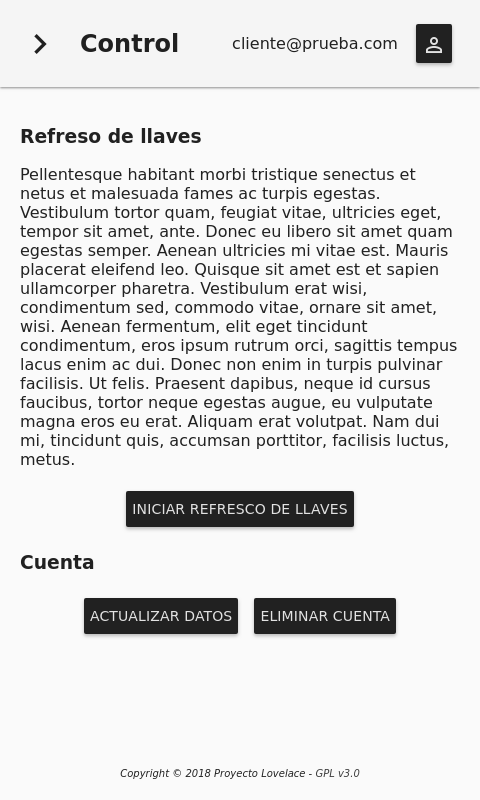 Control
cliente@prueba.com
Refreso de llaves
Pellentesque habitant morbi tristique senectus et
netus et malesuada fames ac turpis egestas.
Vestibulum tortor quam, feugiat vitae, ultricies eget,
tempor sit amet, ante. Donec eu libero sit amet quam
egestas semper. Aenean ultricies mi vitae est. Mauris
placerat eleifend leo. Quisque sit amet est et sapien
ullamcorper pharetra. Vestibulum erat wisi,
condimentum sed, commodo vitae, ornare sit amet,
wisi. Aenean fermentum, elit eget tincidunt
condimentum, eros ipsum rutrum orci, sagittis tempus
lacus enim ac dui. Donec non enim in turpis pulvinar
facilisis. Ut felis. Praesent dapibus, neque id cursus
faucibus, tortor neque egestas augue, eu vulputate
magna eros eu erat. Aliquam erat volutpat. Nam dui
mi, tincidunt quis, accumsan porttitor, facilisis luctus,
metus.
INICIAR REFRESCO DE LLAVES
Cuenta
ACTUALIZAR DATOS
ELIMINAR CUENTA
Copyright © 2018 Proyecto Lovelace - GPL v3.0